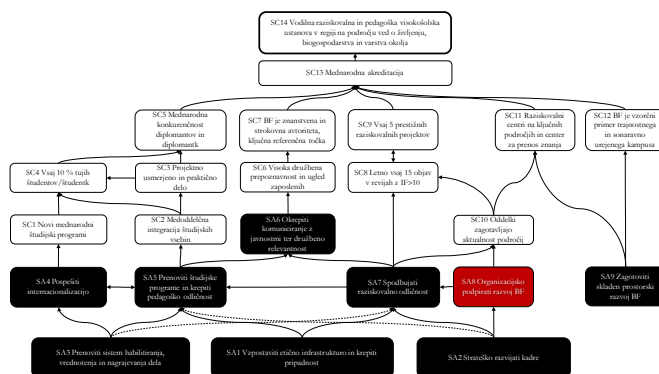 SC14 Vodilna raziskovalna in pedagoška visokošolska
ustanova v regiji na področju ved o življenju,
biogospodarstva in varstva okolja
SC13 Mednarodna akreditacija
SC5 Mednarodna
konkurenčnost
diplomantov in
diplomantk
SC7 BF je znanstvena in
strokovna avtoriteta,
ključna referenčna točka
SC9 Vsaj 5 prestižnih
raziskovalnih projektov
SC11 Raziskovalni
centri na ključnih
področjih in center
za prenos znanja
SC12 BF je vzorčni
primer trajnostnega
in sonaravno
urejenega kampusa
SC4 Vsaj 10 % tujih
študentov/študentk
SC3 Projektno
usmerjeno in praktično
delo
SC6 Visoka družbena
prepoznavnost in ugled
zaposlenih
SC8 Letno vsaj 15 objav
v revijah z IF>10
SC1 Novi mednarodni
študijski programi
SC2 Medoddelčna
integracija študijskih
vsebin
SA6 Okrepiti
komuniciranje z
javnostmi ter družbeno
relevantnost
SC10 Oddelki
zagotavljajo
aktualnost področij
SA4 Pospešiti
internacionalizacijo
SA5 Prenoviti študijske
programe in krepiti
pedagoško odličnost
SA7 Spodbujati
raziskovalno odličnost
SA8 Organizacijsko
podpirati razvoj BF
SA9 Zagotoviti
skladen prostorski
razvoj BF
SA3 Prenoviti sistem habilitiranja,
vrednotenja in nagrajevanja dela
SA1 Vzpostaviti etično infrastrukturo in krepiti
pripadnost
SA2 Strateško razvijati kadre